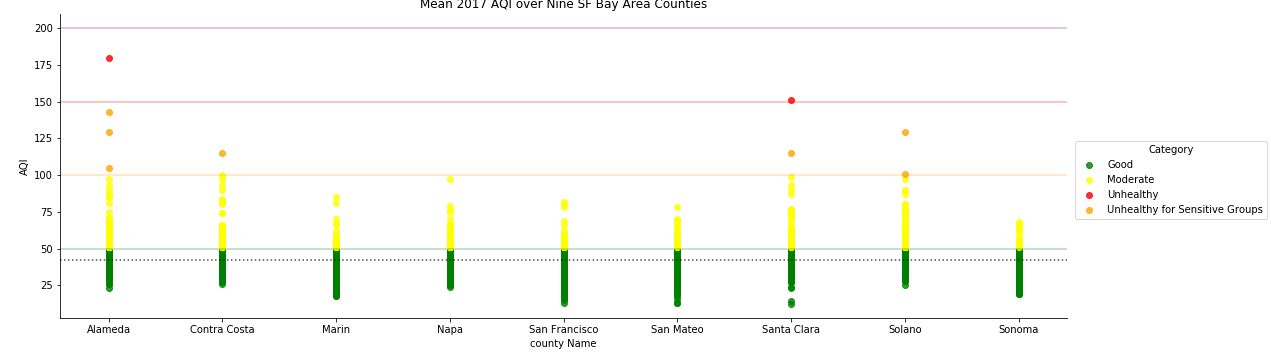 Mean 2017 AQI over Nine SF Bay Area Counties
200
175
150
125
100
75
50
25
AQI
Alameda
Contra Costa
Marin
Napa
San Francisco
San Mateo
Santa Clara
Solano
Sonoma
county Name
Category
Good
Moderate
Unhealthy
Unhealthy for Sensitive Groups